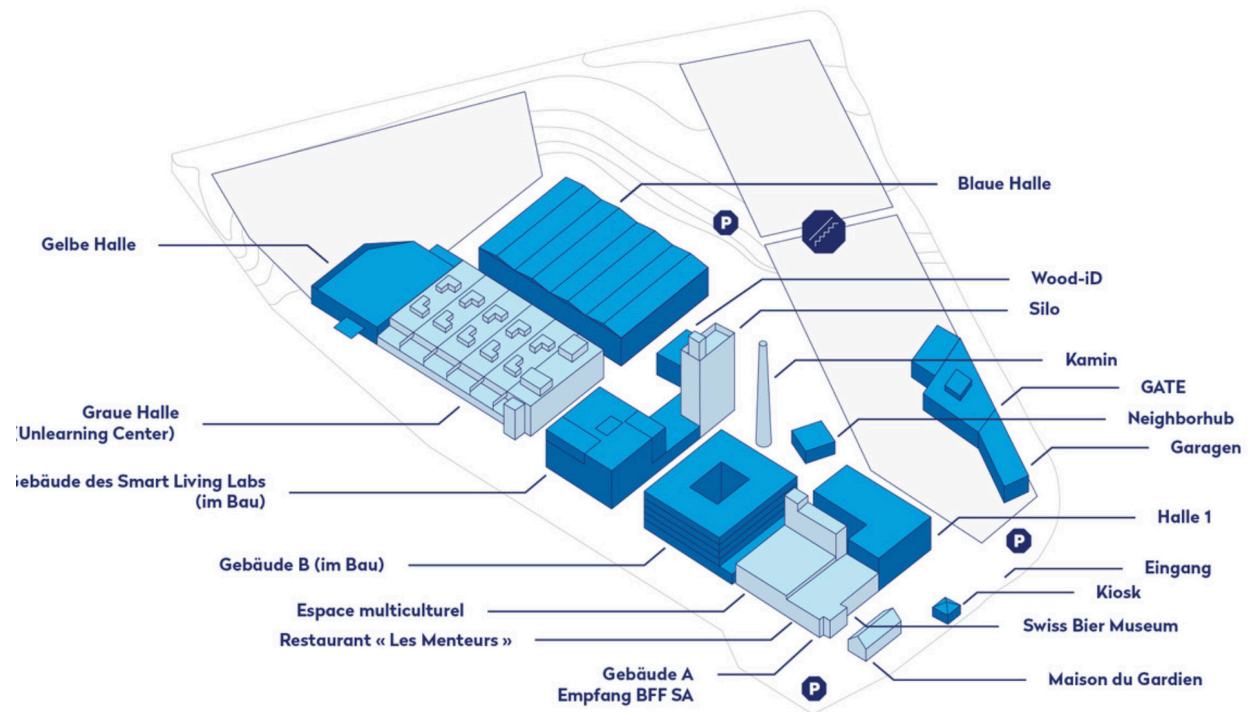 Blaue Halle
P
Gelbe Halle
Wood-iD
Silo
Kamin
GATE
Graue Halle
(Unlearning Center)
Neighborhub
Garagen
Gebäude des Smart Living Labs
(im Bau)
Halle 1
P
Gebäude B (im Bau)
Eingang
Kiosk
Espace multiculturel
Swiss Bier Museum
Restaurant « Les Menteurs »
Gebäude A
Empfang BFF SA
Maison du Gardien
P